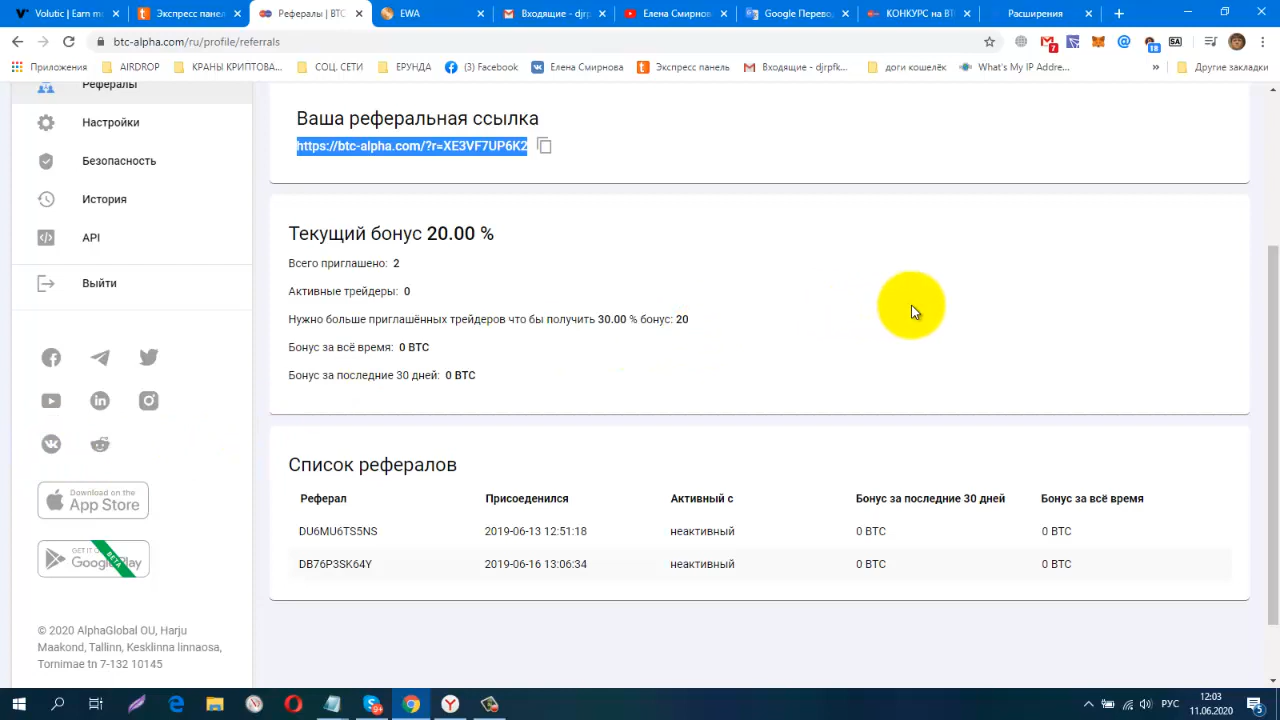 Volutic | Earn mo
Экспресс панель
Рефералы | BTC
EWA
Входящие - djrp
Елена Смирнов
Google Перевод
КОНКУРС на BT
Расширения
btc-alpha.com/ru/profile/referrals
7
18
SA
Приложения
AIRDROP
КРАНЫ КРИПТОВА...
СОЦ. СЕТИ
ЕРУНДА
(3) Facebook
Елена Смирнова
Экспресс панель
Входящие - djrpfk...
доги кошелёк
What's My IP Addre...
»
Другие закладки
Рефералы
Настройки
Безопасность
История
API
Выйти
Download on the
App Store
GET IT
Google Play
BETA
© 2020 AlphaGlobal OU, Harju
Maakond, Tallinn, Kesklinna linnaosa,
Tornimae tn 7-132 10145
Ваша реферальная ссылка
https://btc-alpha.com/?r=XE3VF7UP6K2
Текущий бонус 20.00 %
Всего приглашено: 2
Активные трейдеры: 0
Нужно больше приглашённых трейдеров что бы получить 30.00 % бонус: 20
Бонус за всё время: 0 BTC
Бонус за последние 30 дней: 0 BTC
Список рефералов
Реферал Присоеденился Активный с Бонус за последние 30 дней Бонус за всё время
DU6MU6TS5NS 2019-06-13 12:51:18 неактивный 0 BTC 0 BTC
DB76P3SK64Y 2019-06-16 13:06:34 неактивный 0 BTC 0 BTC
РУС
12:03
11.06.2020
5